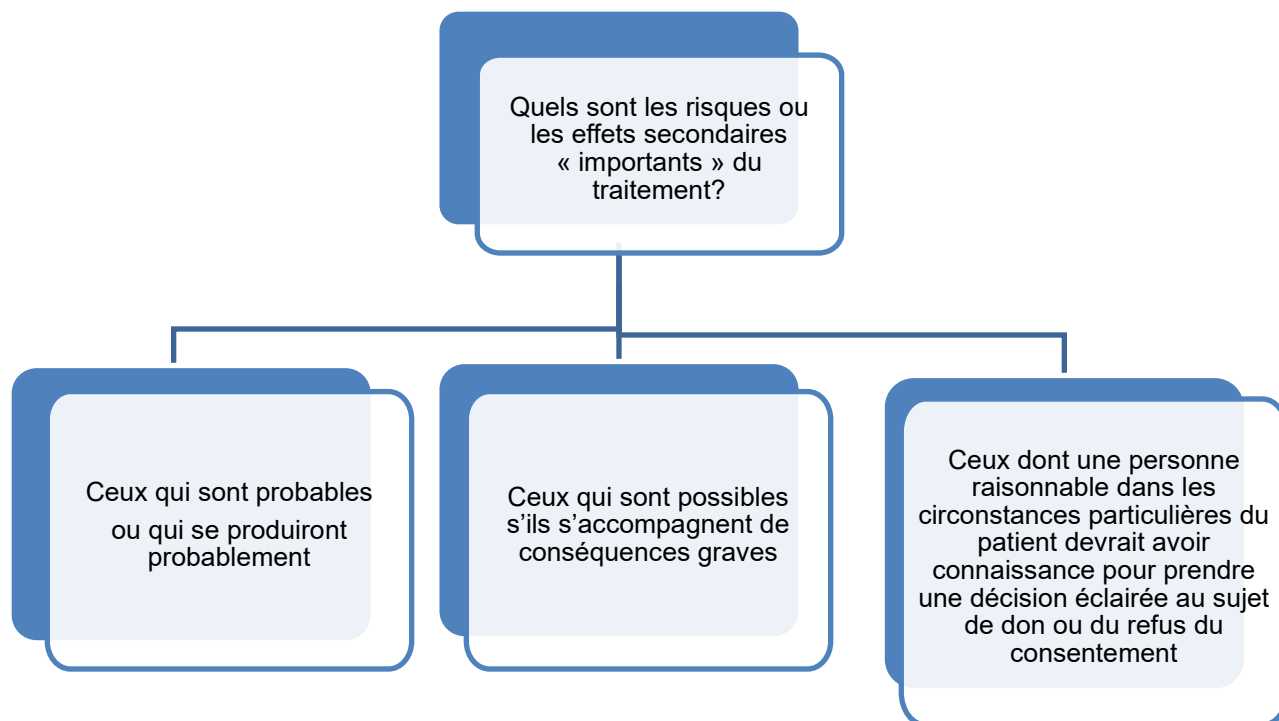 Quels sont les risques ou
les effets secondaires
« importants » du
traitement?
Ceux qui sont probables
ou qui se produiront
probablement
Ceux qui sont possibles
s’ils s’accompagnent de
conséquences graves
Ceux dont une personne
raisonnable dans les
circonstances particulières du
patient devrait avoir
connaissance pour prendre
une décision éclairée au sujet
de don ou du refus du
consentement